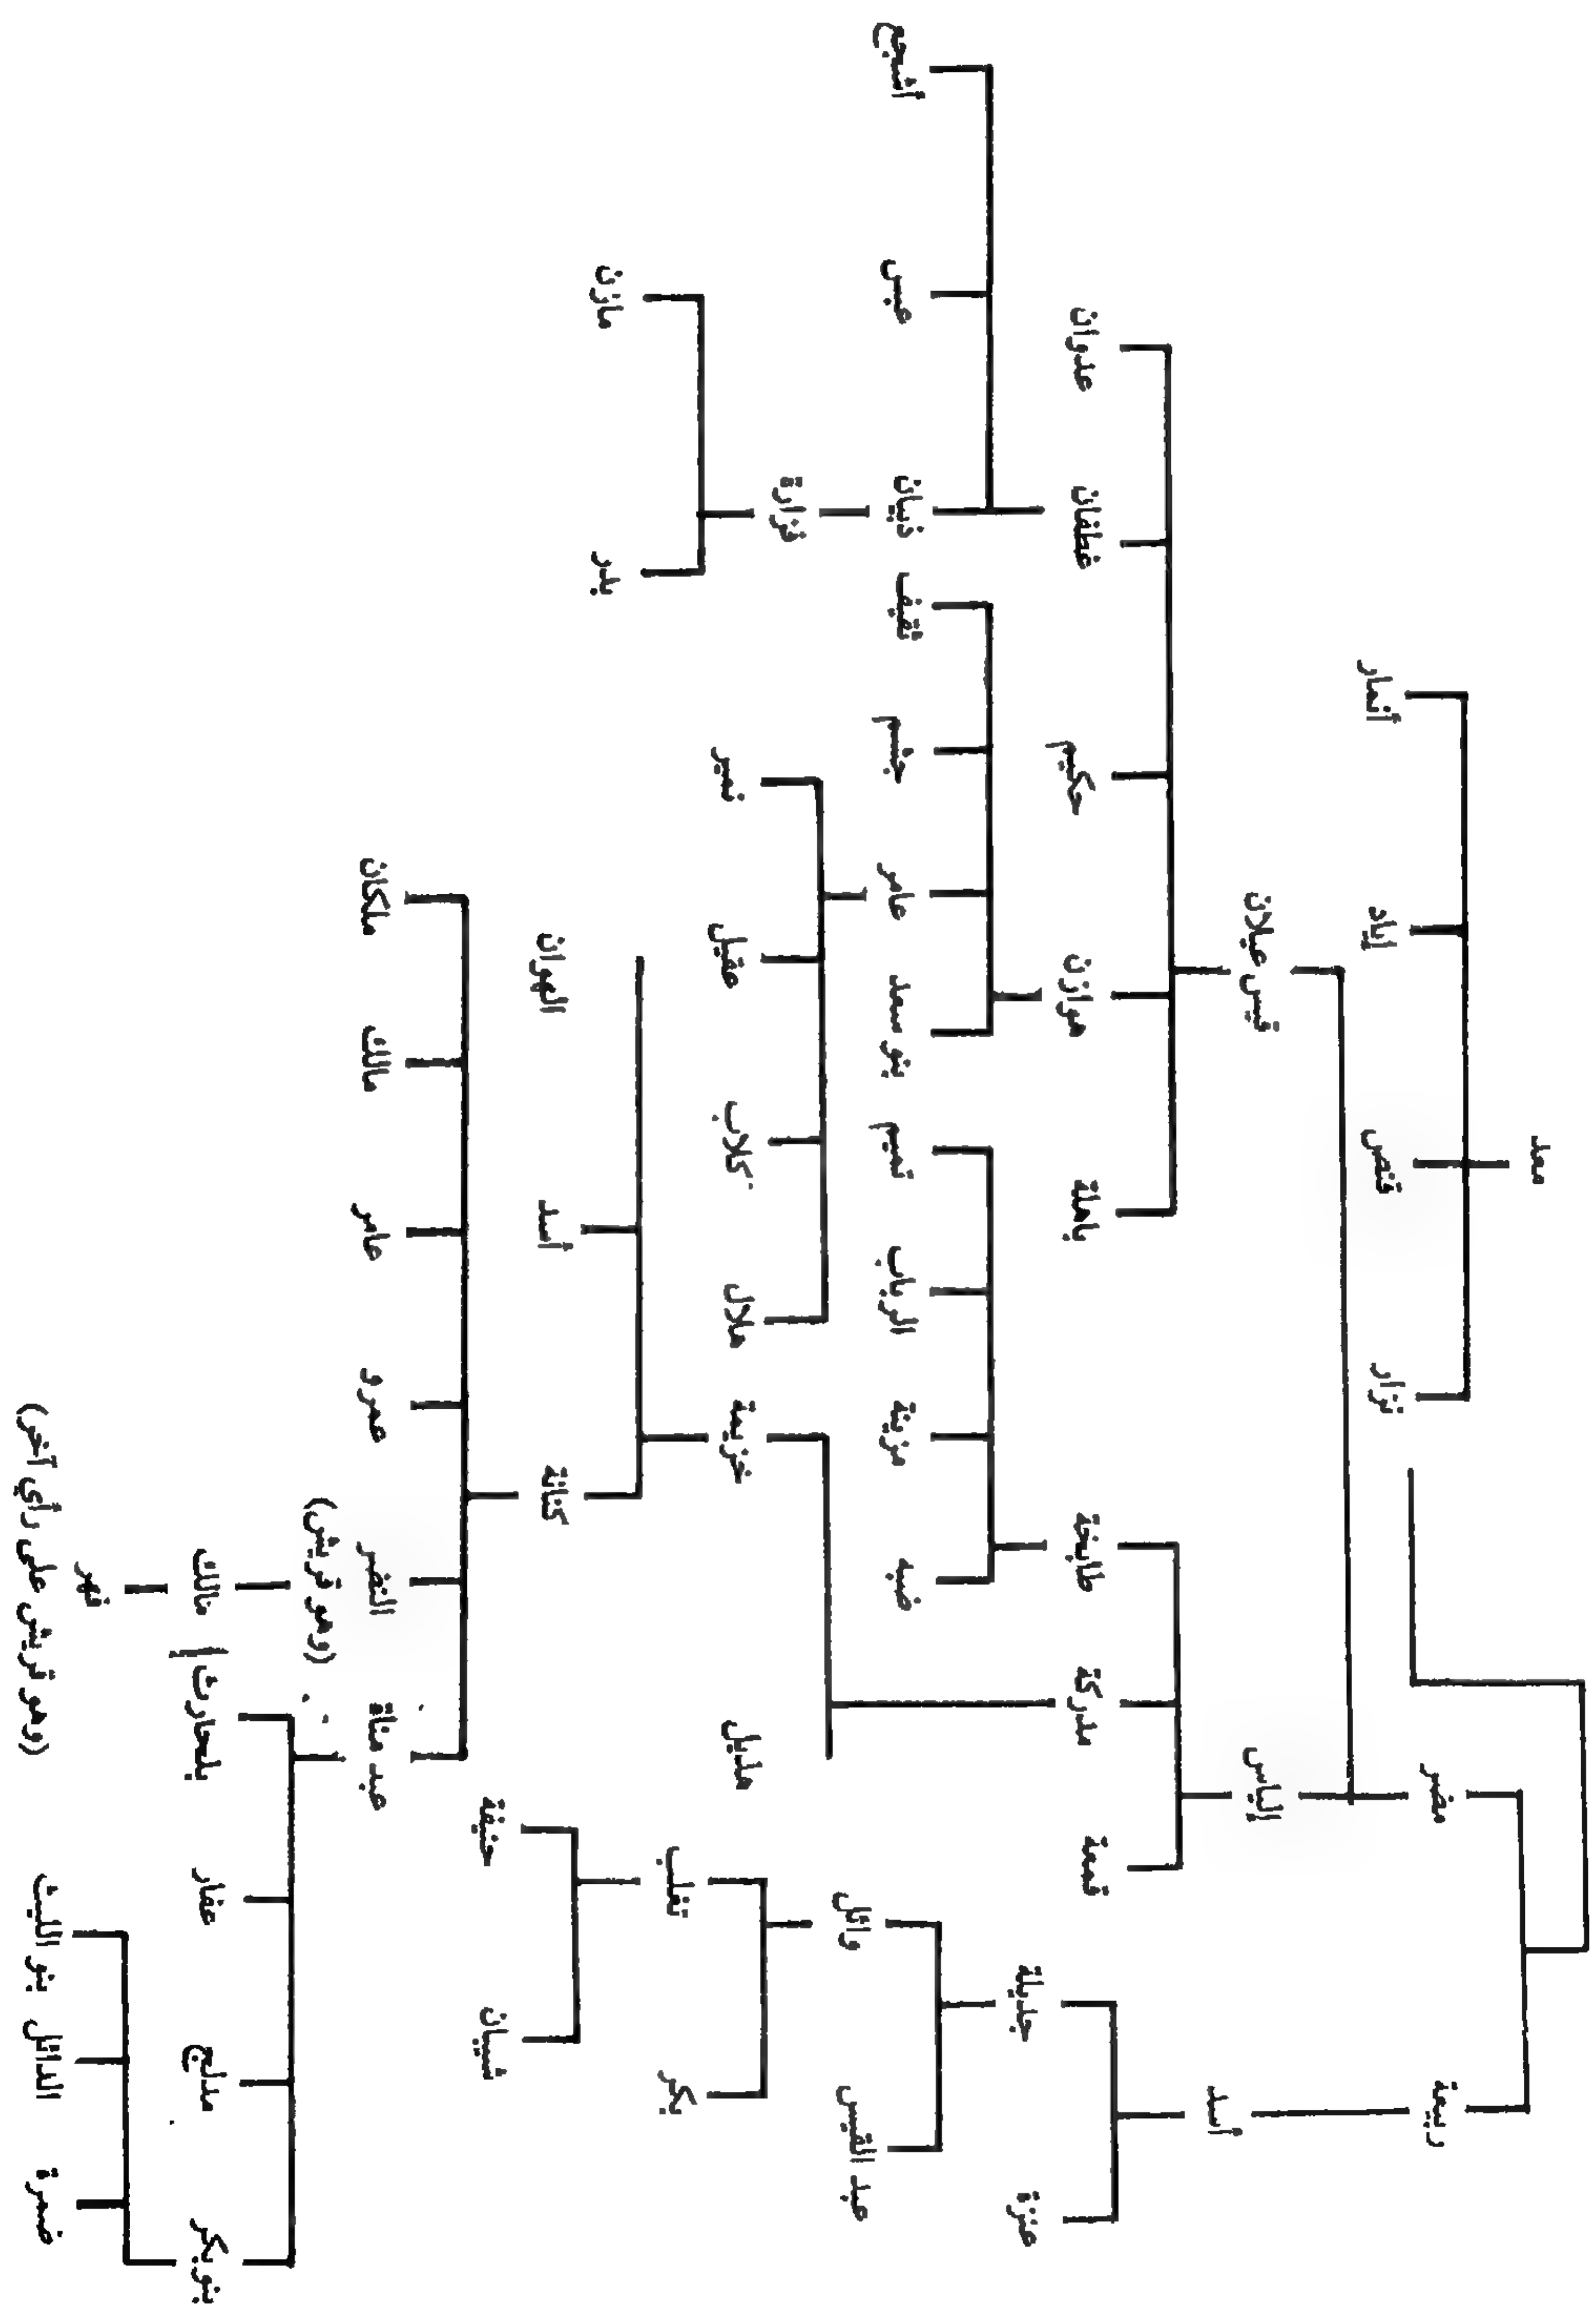 معد
أنمار
إياد
قنص
نزار
مضر
ربيعة
قيس عيلان
إلياس
أسد
عدوان
غطفان
حكيم
هوازن
باهلة
طابخة
مدركة
قمعة
جديلة
عنزة
أشجع
عبس
ذبيان
ثقيف
جشم
عامر
بنو سعد
تميم
الرباب
مزينة
ضبه
وائل
عبد القيس
فزارة
نمير
عقيل
كلاب
هلال
خزيمة
هذيل
تغلب
بكر
مازن
بدر
الهوان
أسد
كنانة
حنيفة
شيبان
ملكان
مالك
عامر
عمرو
النضر
(وهو قريش)
عبد مناة
مالك
بلحارث
غفار
مدلج
بنو بكر
فهر
(وهو قريش على رأي آخر)
بنو الليث
الدائل
ضمرة